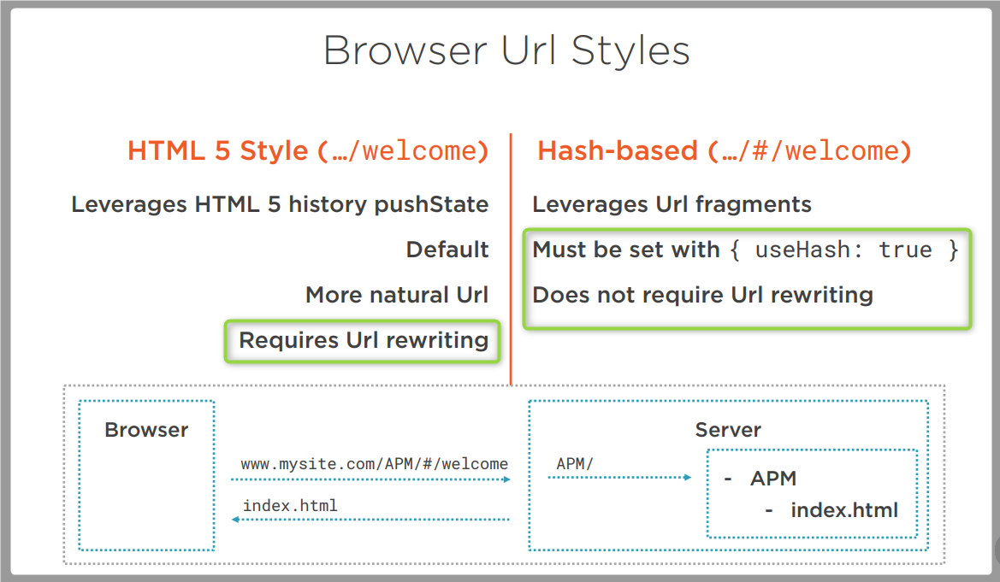 Browser Url Styles
HTML 5 Style (…/welcome)
Leverages HTML 5 history pushState
Default
More natural Url
Requires Url rewriting
Hash-based (…/#/welcome)
Leverages Url fragments
Must be set with { useHash: true }
Does not require Url rewriting
Browser
www.mysite.com/APM/#/welcome
index.html
Server
APM/
- APM
- index.html